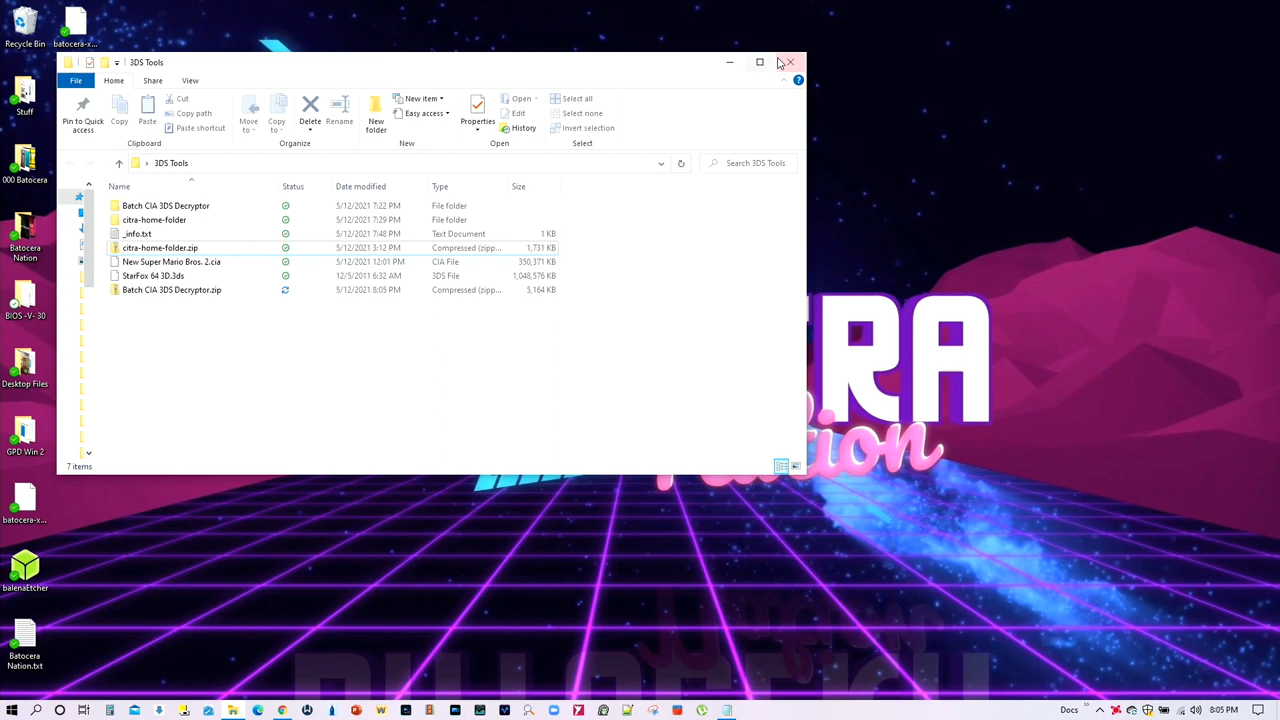 Recycle Bin
batocera-x...
Stuff
000 Batocera
Batocera
Nation
BIOS -V- 30
Desktop Files
GPD Win 2
batocera-x...
balenaEtcher
Batocera
Nation.txt
3DS Tools
File
Home
Share
View
Pin to Quick
access
Copy
Paste
Cut
Copy path
Paste shortcut
Clipboard
Move
to
Copy
to
Delete
Rename
Organize
New
folder
New item
Easy access
New
Properties
Open
Edit
History
Open
Select all
Select none
Invert selection
Select
3DS Tools
Search 3DS Tools
Name Status Date modified Type Size
Batch CIA 3DS Decryptor 5/12/2021 7:22 PM File folder
citra-home-folder 5/12/2021 7:29 PM File folder
_info.txt 5/12/2021 7:48 PM Text Document 1 KB
citra-home-folder.zip 5/12/2021 3:12 PM Compressed (zipp... 1,731 KB
New Super Mario Bros. 2.cia 5/12/2021 12:01 PM CIA File 350,371 KB
StarFox 64 3D.3ds 12/5/2011 6:32 AM 3DS File 1,048,576 KB
Batch CIA 3DS Decryptor.zip 5/12/2021 8:05 PM Compressed (zipp... 5,164 KB
7 items
RA
Docs
8:05 PM